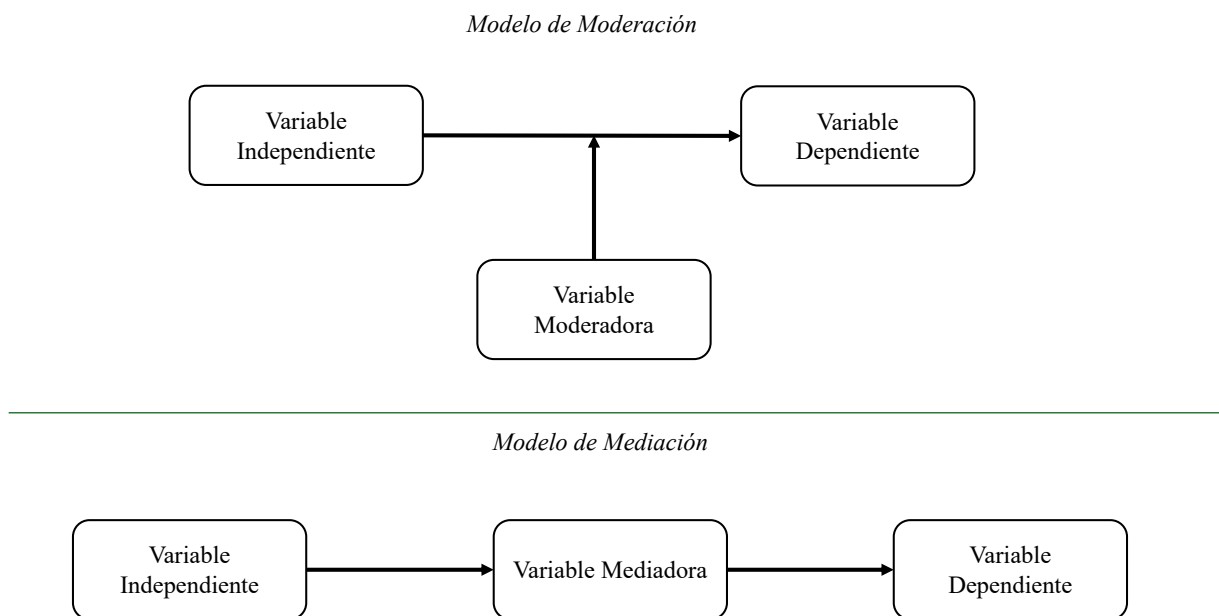 Modelo de Moderación
Variable
Independiente
Variable
Dependiente
Variable
Moderadora
Modelo de Mediación
Variable
Independiente
Variable Mediadora
Variable
Dependiente